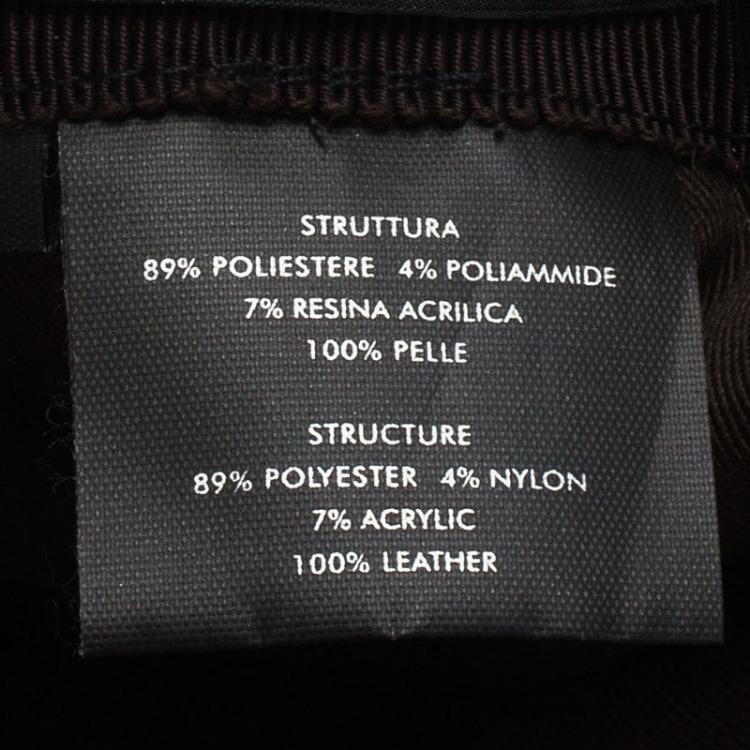 STRUTTURA
89% POLIESTERE 4% POLIAMMIDE
7% RESINA ACRILICA
100% PELLE
STRUCTURE
89% POLYESTER 4% NYLON
7% ACRYLIC
100% LEATHER